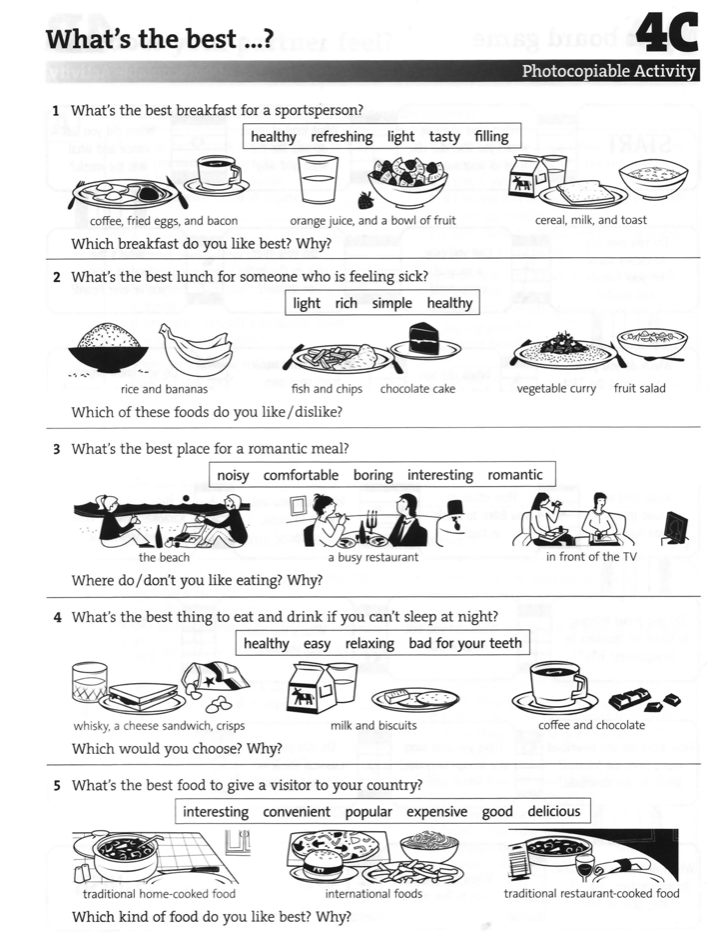 What's the best ...?
4C
Photocopiable Activity
1 What's the best breakfast for a sportsperson?
healthy refreshing light tasty filling
coffee, fried eggs, and bacon
orange juice, and a bowl of fruit
cereal, milk, and toast
Which breakfast do you like best? Why?
2 What's the best lunch for someone who is feeling sick?
light rich simple healthy
rice and bananas
fish and chips
chocolate cake
vegetable curry
fruit salad
Which of these foods do you like/dislike?
3 What's the best place for a romantic meal?
noisy comfortable boring interesting romantic
the beach
a busy restaurant
in front of the TV
Where do/don't you like eating? Why?
4 What's the best thing to eat and drink if you can't sleep at night?
healthy easy relaxing bad for your teeth
whisky, a cheese sandwich, crisps
milk and biscuits
coffee and chocolate
Which would you choose? Why?
5 What's the best food to give a visitor to your country?
interesting convenient popular expensive good delicious
traditional home-cooked food
international foods
traditional restaurant-cooked food
Which kind of food do you like best? Why?